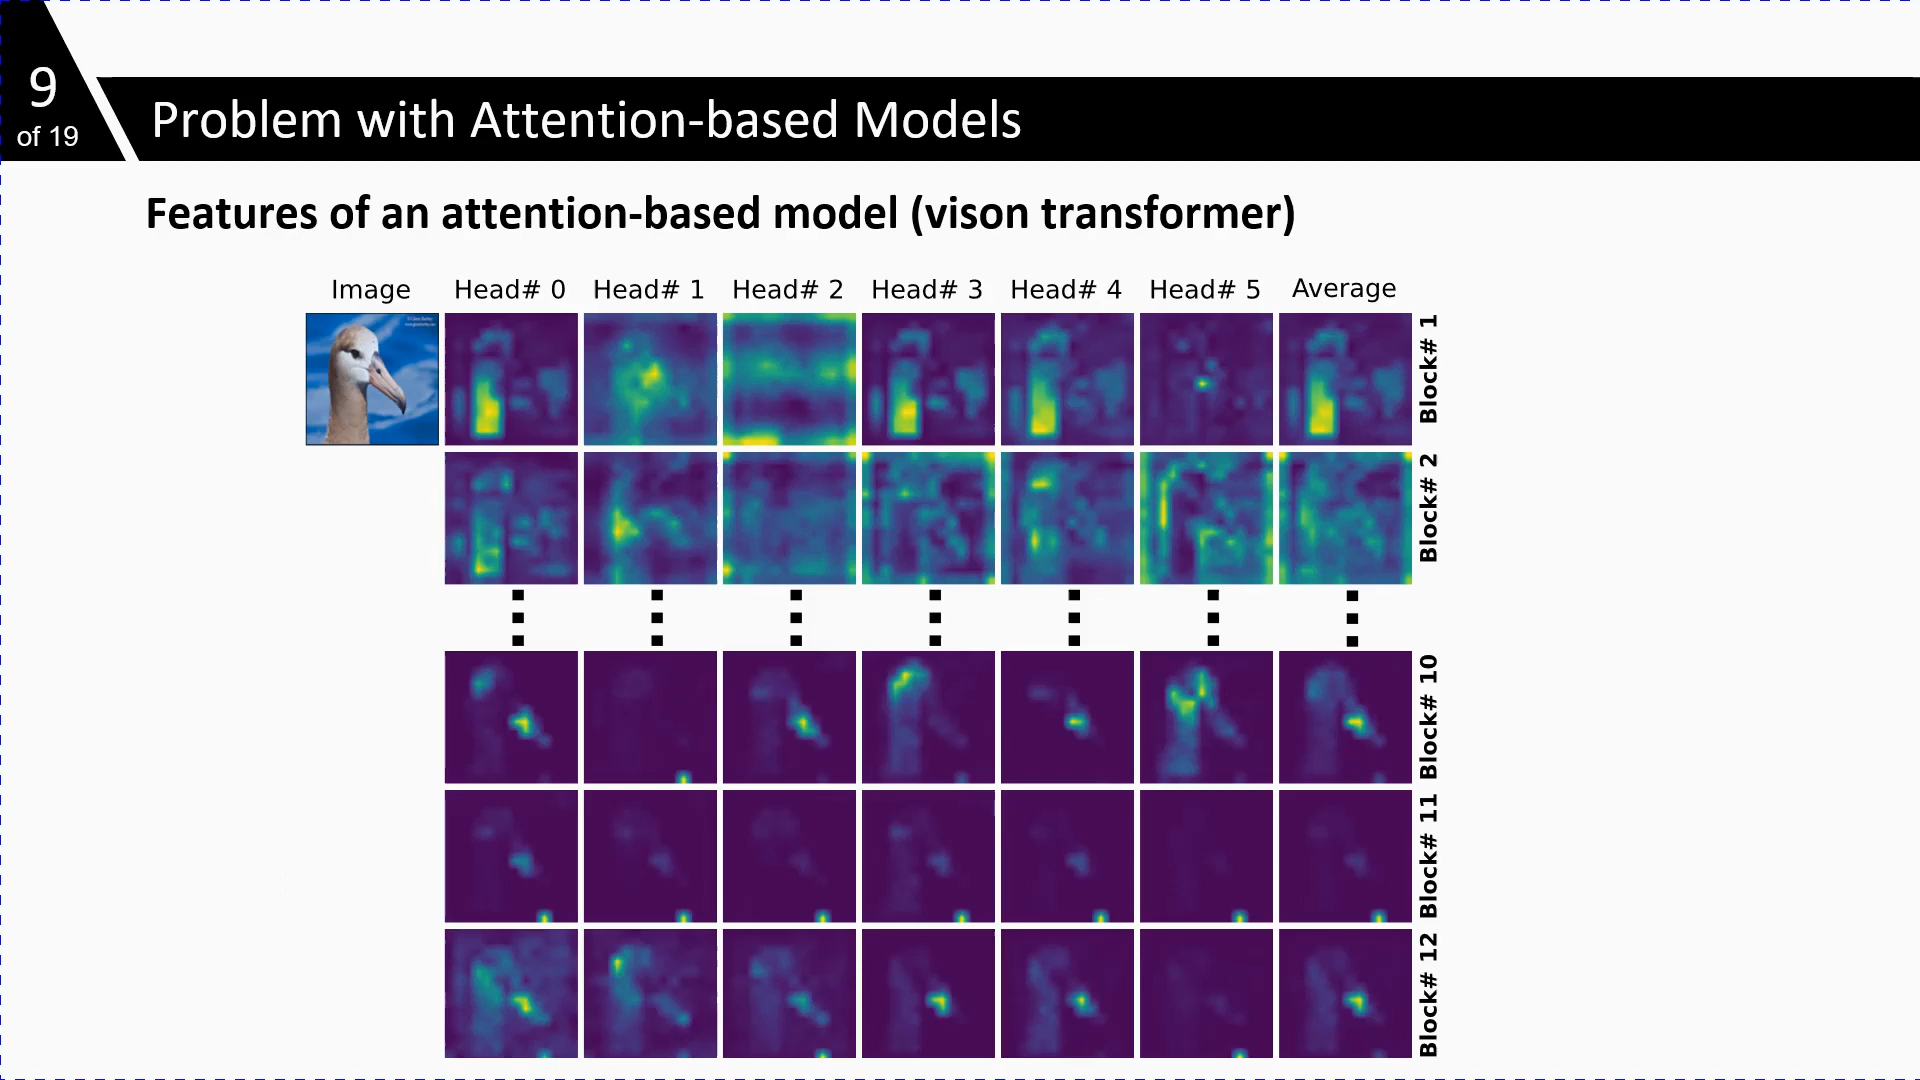 9
of 19
Problem with Attention-based Models
Features of an attention-based model (vison transformer)
Image Head# 0 Head# 1 Head# 2 Head# 3 Head# 4 Head# 5 Average
Block# 1
Block# 2
Block# 10
Block# 11
Block# 12